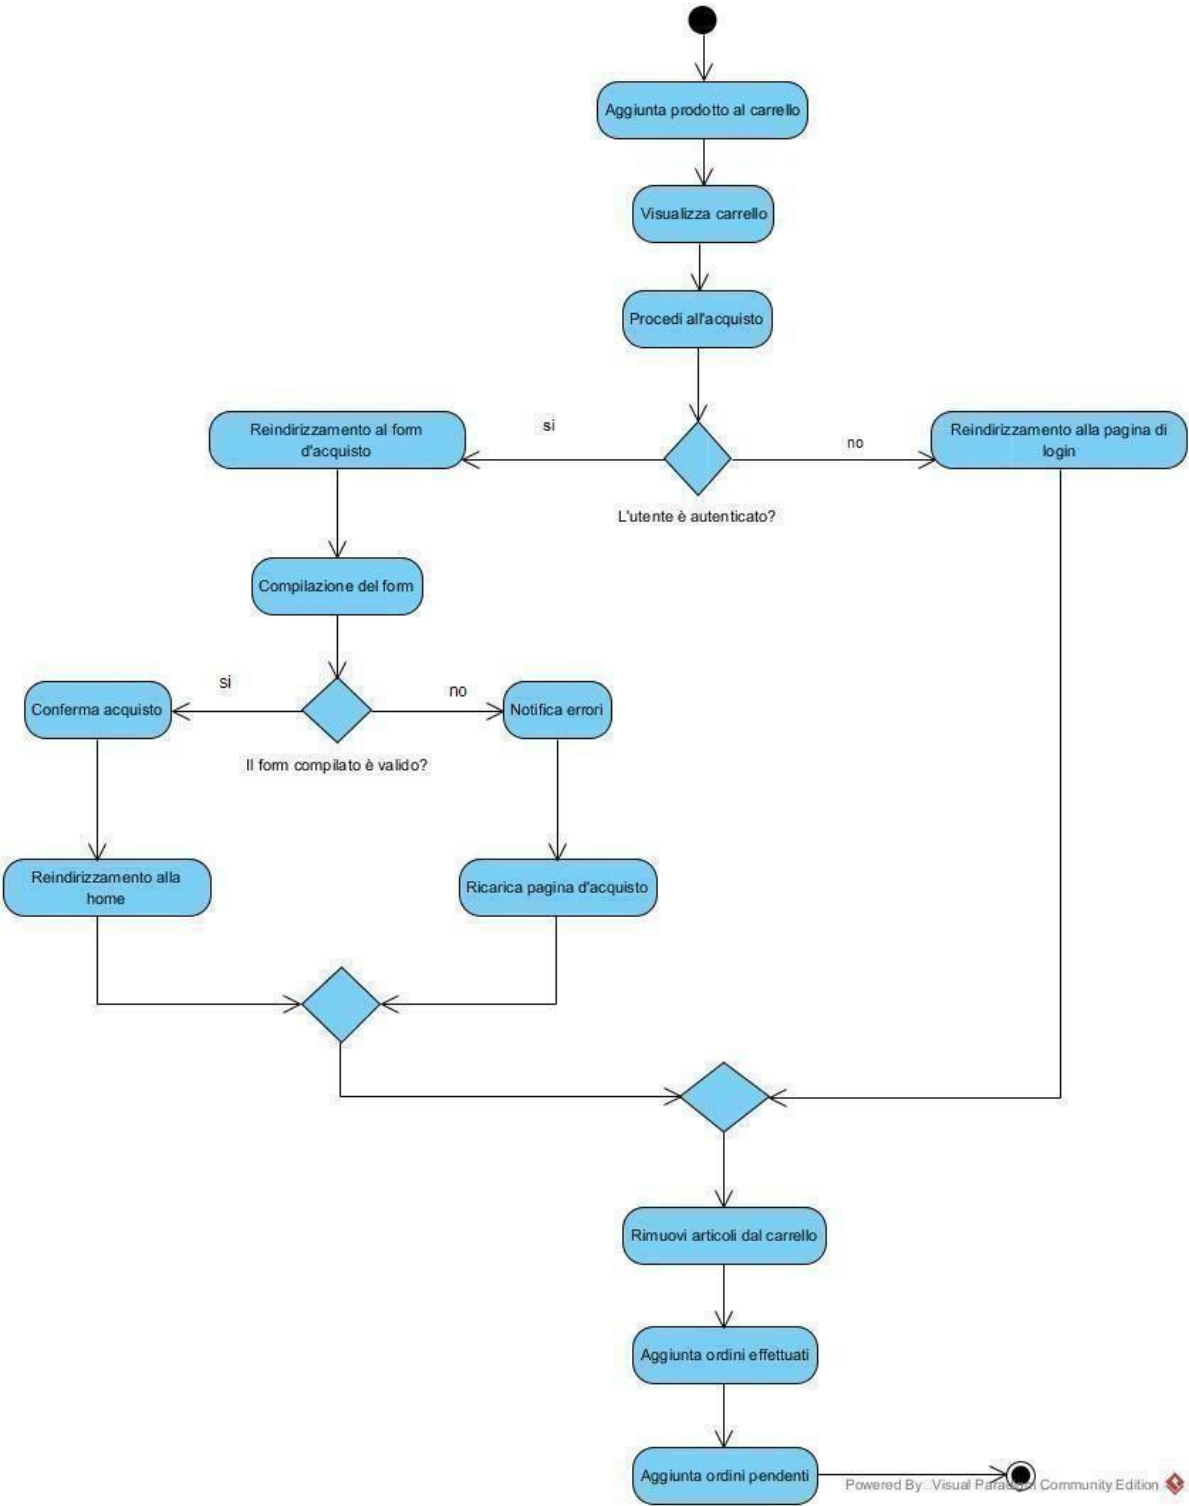 Aggiunta prodotto al carrello
Visualizza carrello
Procedi all'acquisto
si
no
Reindirizzamento al form
d'acquisto
Reindirizzamento alla pagina di
login
L'utente è autenticato?
Compilazione del form
si
no
Conferma acquisto
Notifica errori
Il form compilato è valido?
Reindirizzamento alla
home
Ricarica pagina d'acquisto
Rimuovi articoli dal carrello
Aggiunta ordini effettuati
Aggiunta ordini pendenti
Powered By Visual Paradigm Community Edition